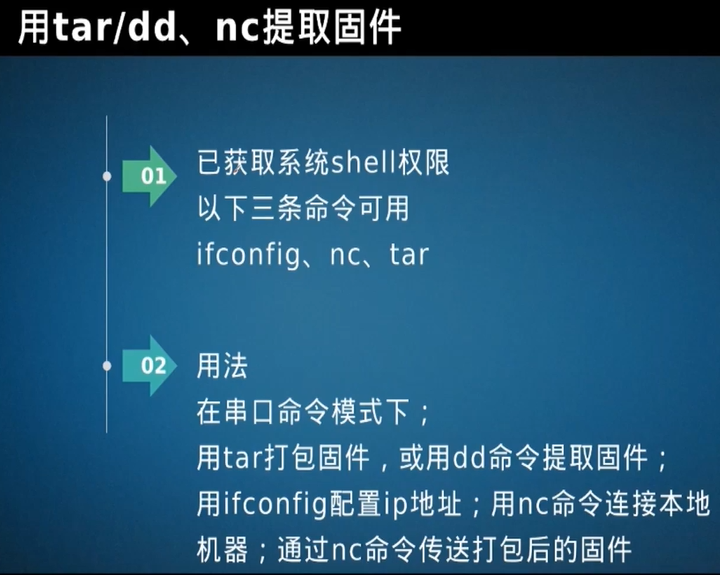 用tar/dd、nc提取固件
01
已获取系统shell权限
以下三条命令可用
ifconfig、nc、tar
02
用法
在串口命令模式下；
用tar打包固件，或用dd命令提取固件；
用ifconfig配置ip地址；用nc命令连接本地
机器；通过nc命令传送打包后的固件